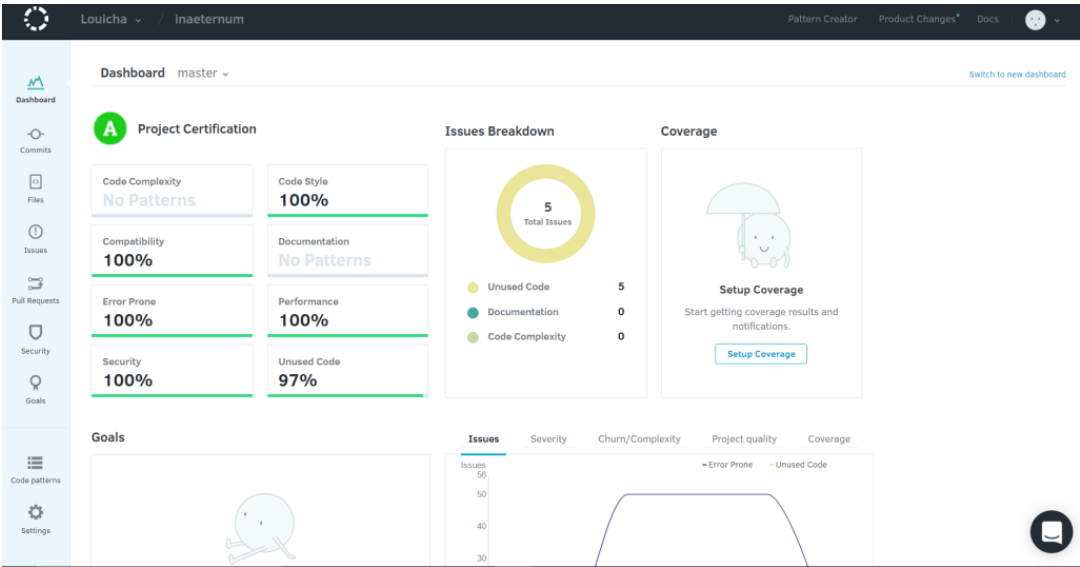 Louicha / inaeternum
Pattern Creator Product Changes Docs
Dashboard master
Switch to new dashboard
Dashboard
Commits
Files
Issues
Pull Requests
Security
Goals
Code patterns
Settings
A Project Certification
Code Complexity
No Patterns
Code Style
100%
Compatibility
100%
Documentation
No Patterns
Error Prone
100%
Performance
100%
Security
100%
Unused Code
97%
Issues Breakdown
5
Total Issues
Unused Code 5
Documentation 0
Code Complexity 0
Coverage
Setup Coverage
Start getting coverage results and
notifications.
Setup Coverage
Goals
Issues Severity Churn/Complexity Project quality Coverage
Issues
Error Prone Unused Code
56
50
40
30